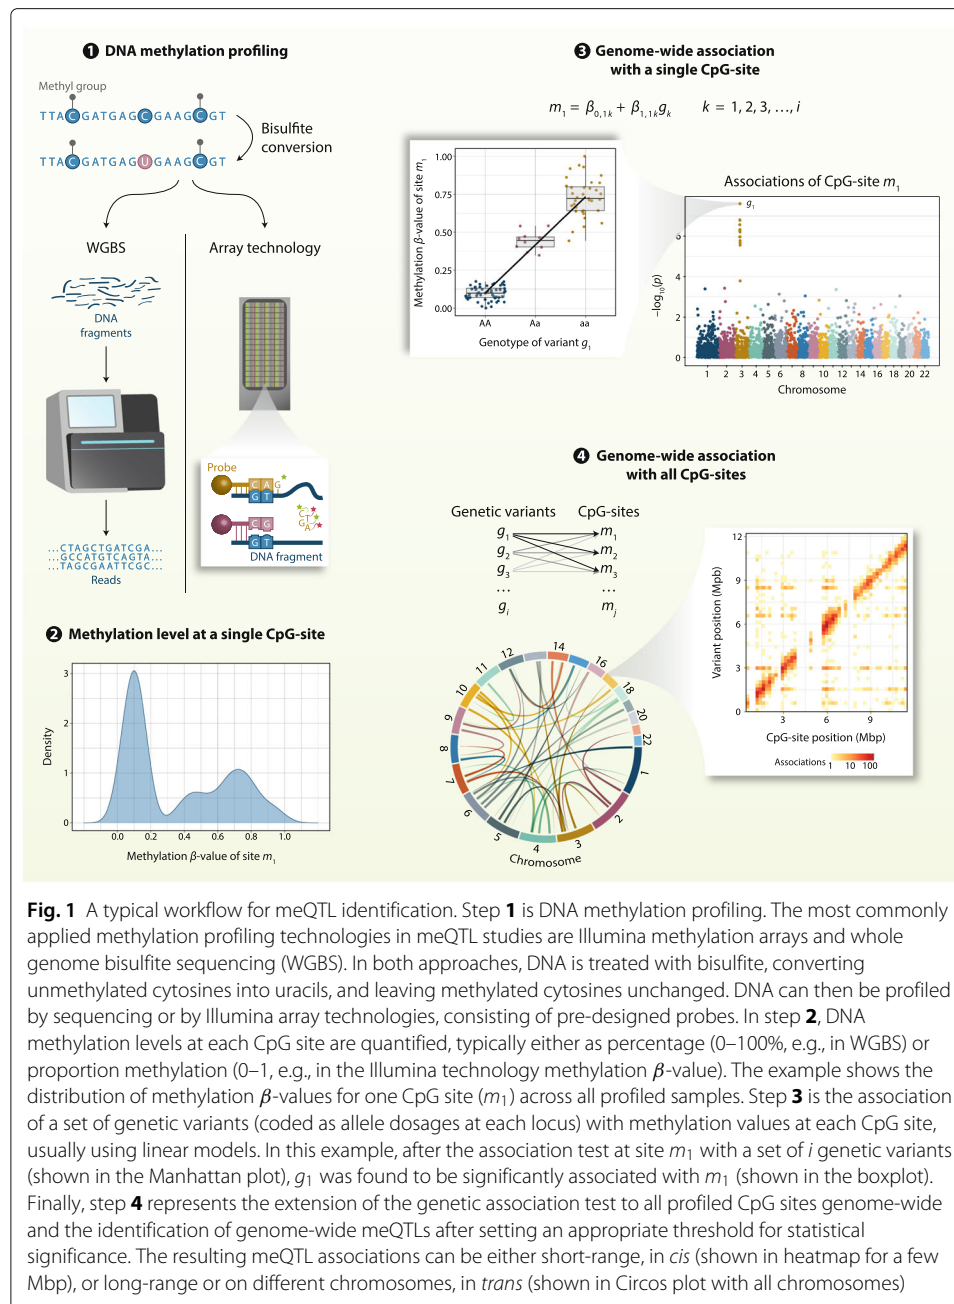 1 DNA methylation profiling
Methyl group
TTACGATGAGCGAAGCGT
Bisulfite
conversion
TTACGATGAGUGAAGCGT
WGBS
Array technology
DNA
fragments
Probe
C A G
G T
C G
C
T
G
A
G T
DNA fragment
...CTAGCTGATCGA...
...GCCATGTCAGTA...
...TAGCGAATTCGC...
Reads
2 Methylation level at a single CpG-site
Density
3
2
1
0
0.0 0.2 0.4 0.6 0.8 1.0
Methylation β-value of site m1
3 Genome-wide association
with a single CpG-site
m1 = β0,1k + β1,1k gk k = 1, 2, 3, …, i
Methylation β-value of site m1
1.00
0.75
0.50
0.25
0.00
AA Aa aa
Genotype of variant g1
Associations of CpG-site m1
g1
−log10(p)
6
4
2
0
1 2 3 4 5 6 8 10 12 14 16 18 20 22
Chromosome
4 Genome-wide association
with all CpG-sites
Genetic variants CpG-sites
g1 m1
g2 m2
g3 m3
… …
gi mj
1 2 3 4 5 6 7 8 9 10 11 12 14 16 18 20 22
Chromosome
Variant position (Mpb)
12
9
6
3
0
3 6 9
CpG-site position (Mbp)
Associations 1 10 100
Fig. 1 A typical workflow for meQTL identification. Step 1 is DNA methylation profiling. The most commonly
applied methylation profiling technologies in meQTL studies are Illumina methylation arrays and whole
genome bisulfite sequencing (WGBS). In both approaches, DNA is treated with bisulfite, converting
unmethylated cytosines into uracils, and leaving methylated cytosines unchanged. DNA can then be profiled
by sequencing or by Illumina array technologies, consisting of pre-designed probes. In step 2, DNA
methylation levels at each CpG site are quantified, typically either as percentage (0–100%, e.g., in WGBS) or
proportion methylation (0–1, e.g., in the Illumina technology methylation β-value). The example shows the
distribution of methylation β-values for one CpG site (m1) across all profiled samples. Step 3 is the association
of a set of genetic variants (coded as allele dosages at each locus) with methylation values at each CpG site,
usually using linear models. In this example, after the association test at site m1 with a set of i genetic variants
(shown in the Manhattan plot), g1 was found to be significantly associated with m1 (shown in the boxplot).
Finally, step 4 represents the extension of the genetic association test to all profiled CpG sites genome-wide
and the identification of genome-wide meQTLs after setting an appropriate threshold for statistical
significance. The resulting meQTL associations can be either short-range, in cis (shown in heatmap for a few
Mbp), or long-range or on different chromosomes, in trans (shown in Circos plot with all chromosomes)